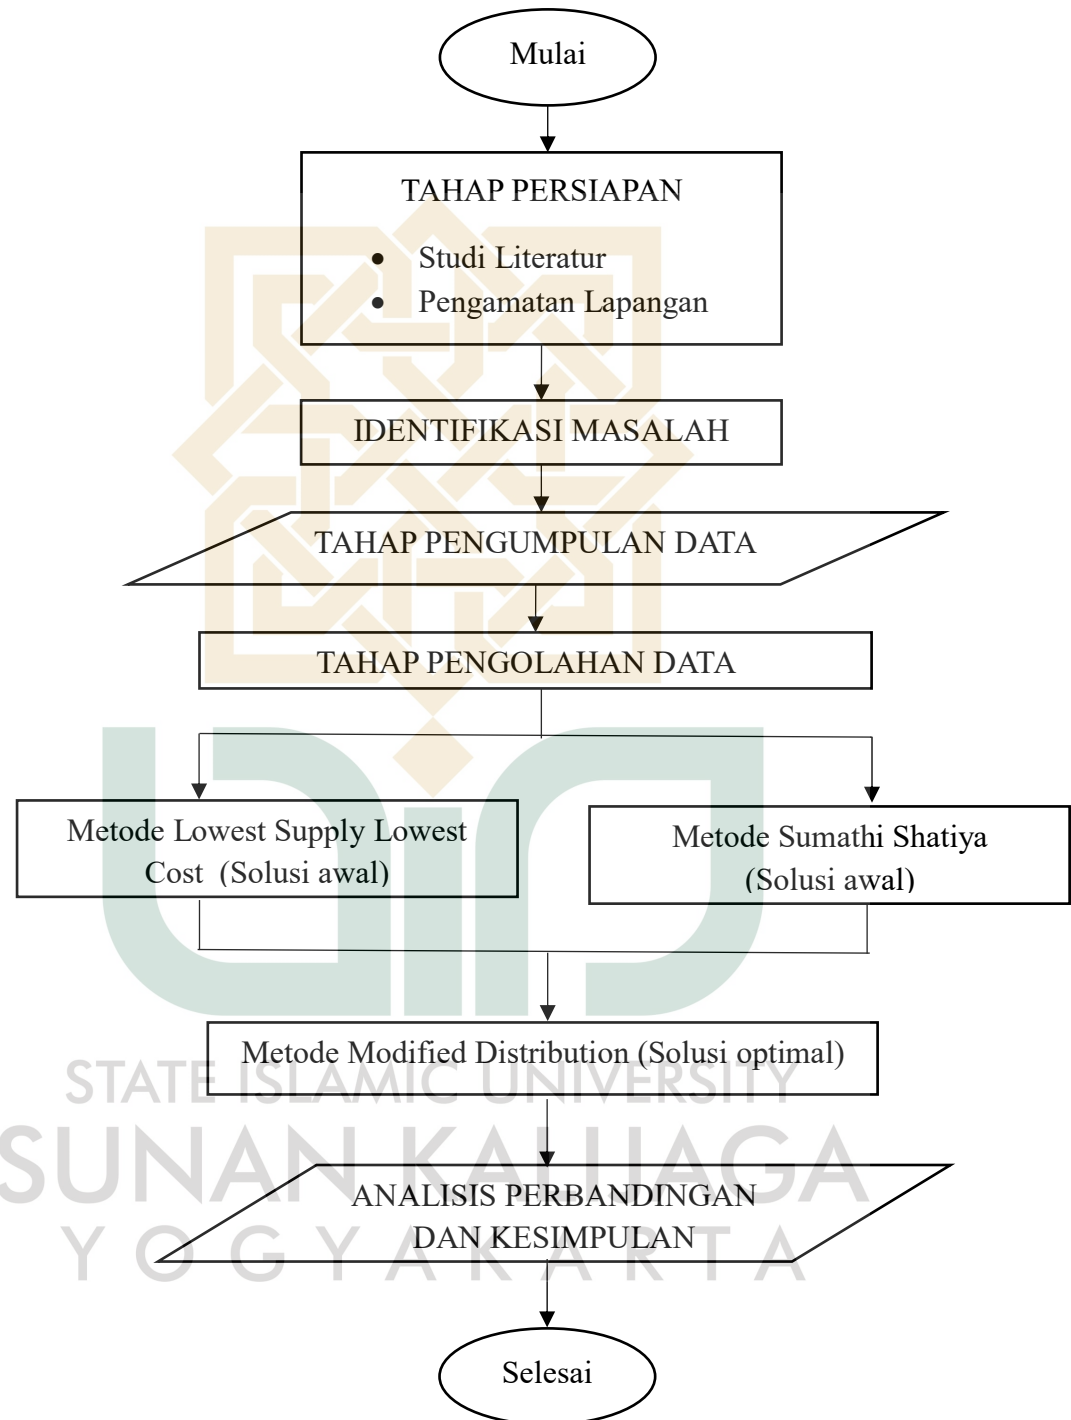 Mulai
TAHAP PERSIAPAN
• Studi Literatur
• Pengamatan Lapangan
IDENTIFIKASI MASALAH
TAHAP PENGUMPULAN DATA
TAHAP PENGOLAHAN DATA
Metode Lowest Supply Lowest
Cost (Solusi awal)
Metode Sumathi Shatiya
(Solusi awal)
Metode Modified Distribution (Solusi optimal)
STATE ISLAMIC UNIVERSITY
SUNAN KALIJAGA
YOGYAKARTA
ANALISIS PERBANDINGAN
DAN KESIMPULAN
Selesai